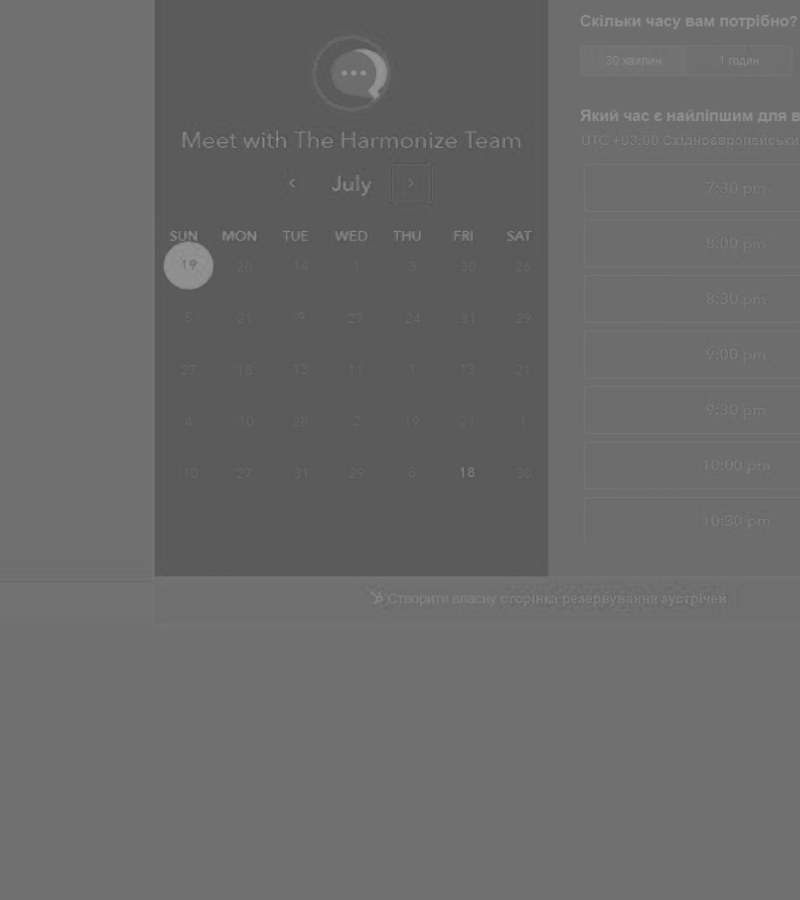 Скільки часу вам потрібно?
30 хвилин
1 годин
Meet with The Harmonize Team
July
Який час є найліпшим для в
UTC +03:00 Східноєвропейськи
SUN MON TUE WED THU FRI SAT
19 28 14 1 3 30 26
5 21 9 27 24 31 29
27 18 13 11 1 13 21
4 10 28 2 19 21 1
10 27 31 29 8 18 30
7:30 pm
8:00 pm
8:30 pm
9:00 pm
9:30 pm
10:00 pm
10:30 pm
Створити власну сторінка резервування зустрічей